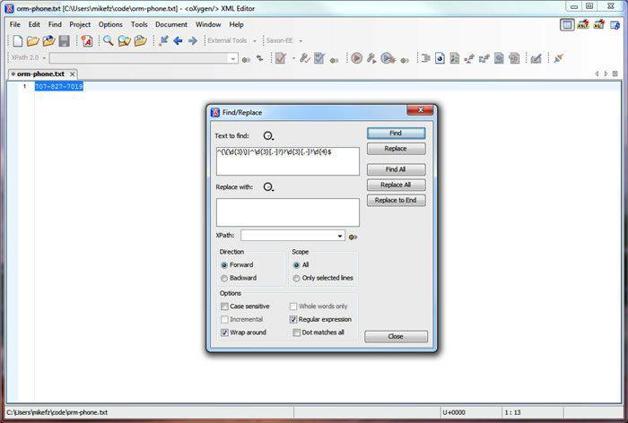 orm-phone.txt [C:\Users\mikefz\code\orm-phone.txt] - <oXygen/> XML Editor
File Edit Find Project Options Tools Document Window Help
External Tools Saxon-EE
XPath 2.0
orm-phone.txt
1 707-827-7019
Find/Replace
Text to find:
Find
^(\(\d{3}\)|^\d{3}[.-]?)?\d{3}[.-]?\d{4}$
Replace
Find All
Replace with:
Replace All
Replace to End
XPath:
Direction Scope
Forward All
Backward Only selected lines
Options
Case sensitive Whole words only
Incremental Regular expression
Wrap around Dot matches all
Close
C:\Users\mikefz\code\orm-phone.txt U+0000 1 : 13